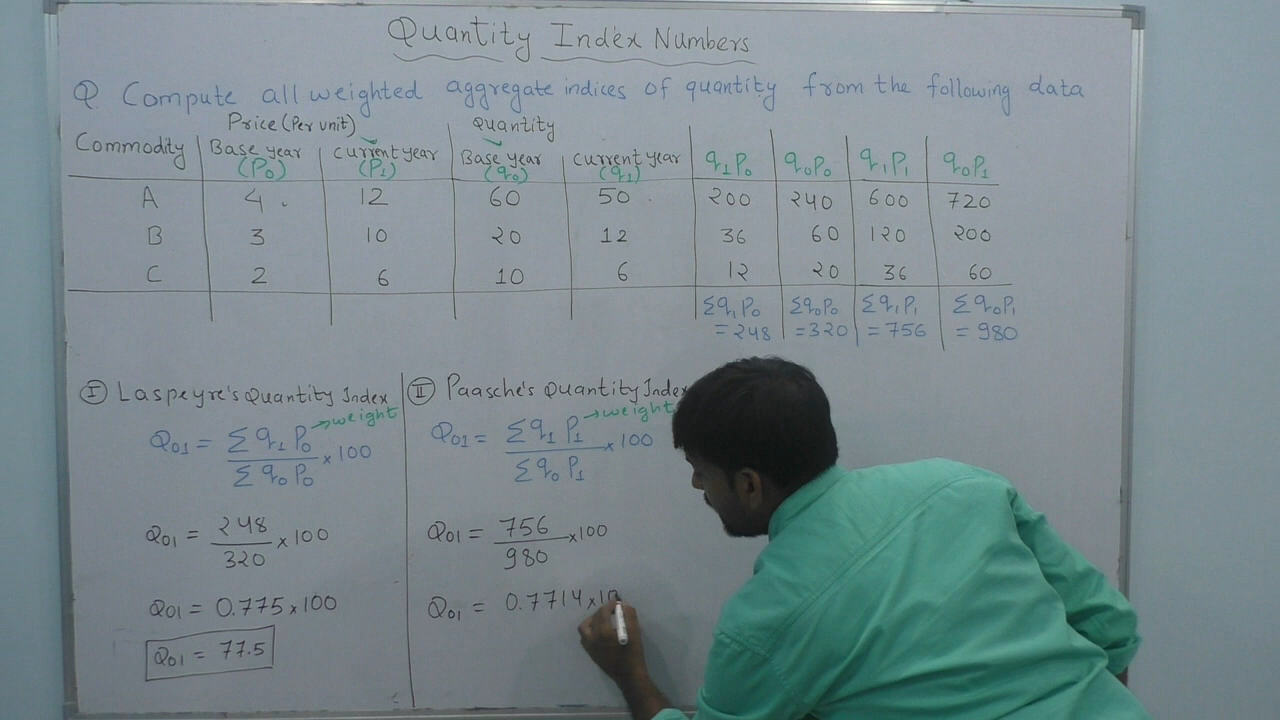 Quantity Index Numbers
Q Compute all weighted aggregate indices of quantity from the following data
Price (Per unit) Quantity
Commodity Base year (P0) Current year (P1) Base year (q0) Current year (q1) q1P0 q0P0 q1P1 q0P1
A 4 12 60 50 200 240 600 720
B 3 10 20 12 36 60 120 200
C 2 6 10 6 12 20 36 60
Σq1P0 = 248 Σq0P0 = 320 Σq1P1 = 756 Σq0P1 = 980
I Laspeyre's Quantity Index
Q01 = Σq1P0 / Σq0P0 × 100 → weight
Q01 = 248 / 320 × 100
Q01 = 0.775 × 100
Q01 = 77.5
II Paasche's Quantity Index
Q01 = Σq1P1 / Σq0P1 × 100 → weight
Q01 = 756 / 980 × 100
Q01 = 0.7714 × 10